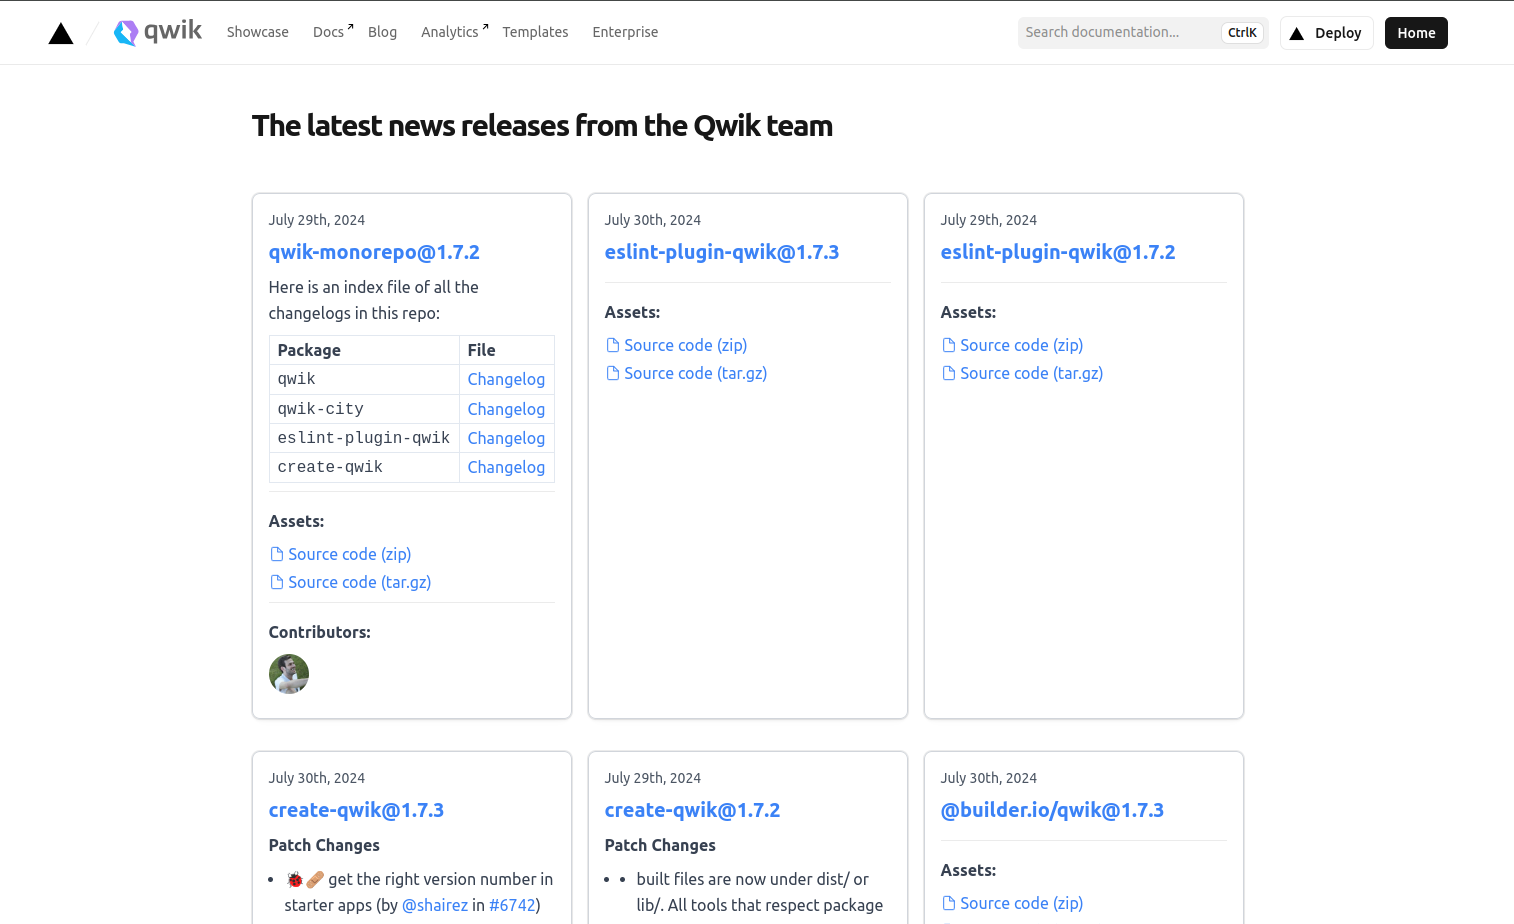 qwik
Showcase
Docs
Blog
Analytics
Templates
Enterprise
Search documentation...
CtrlK
Deploy
Home
The latest news releases from the Qwik team
July 29th, 2024
qwik-monorepo@1.7.2
Here is an index file of all the
changelogs in this repo:
Package File
qwik Changelog
qwik-city Changelog
eslint-plugin-qwik Changelog
create-qwik Changelog
Assets:
Source code (zip)
Source code (tar.gz)
Contributors:
July 30th, 2024
eslint-plugin-qwik@1.7.3
Assets:
Source code (zip)
Source code (tar.gz)
July 29th, 2024
eslint-plugin-qwik@1.7.2
Assets:
Source code (zip)
Source code (tar.gz)
July 30th, 2024
create-qwik@1.7.3
Patch Changes
• 🐞🩹 get the right version number in
starter apps (by @shairez in #6742)
July 29th, 2024
create-qwik@1.7.2
Patch Changes
• • built files are now under dist/ or
lib/. All tools that respect package
July 30th, 2024
@builder.io/qwik@1.7.3
Assets:
Source code (zip)